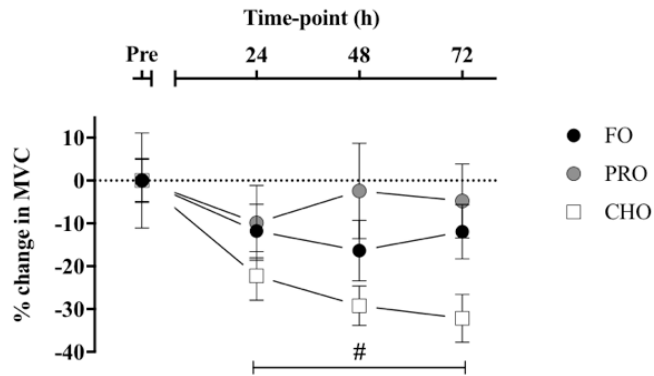 Time-point (h)
Pre 24 48 72
% change in MVC
10
0
-10
-20
-30
-40
FO
PRO
CHO
#